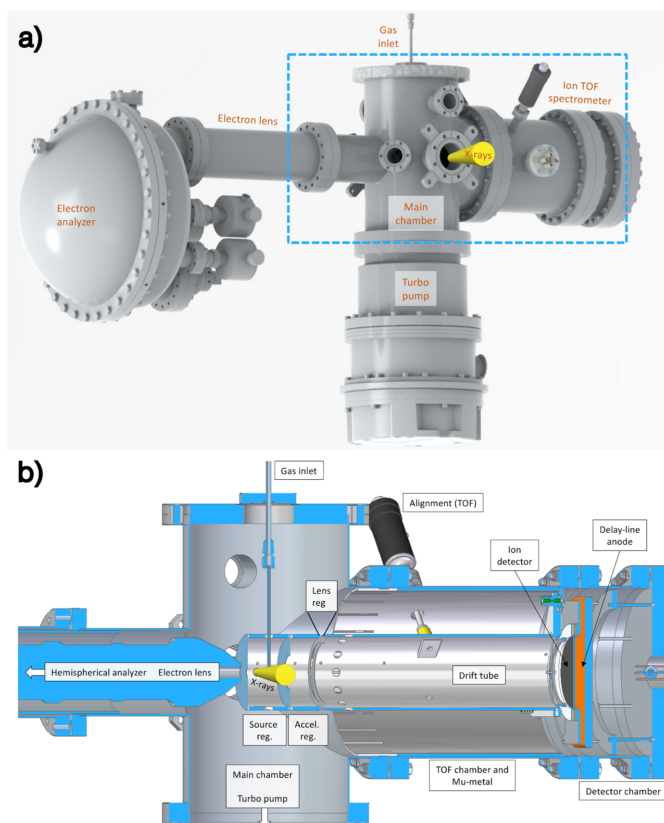 a)
Gas
inlet
Ion TOF
spectrometer
Electron lens
X-rays
Electron
analyzer
Main
chamber
Turbo
pump
b)
Gas inlet
Alignment (TOF)
Delay-line
anode
Ion
detector
Lens
reg
Hemispherical analyzer
Electron lens
X-rays
Drift tube
Source
reg.
Accel.
reg.
Main chamber
Turbo pump
TOF chamber and
Mu-metal
Detector chamber